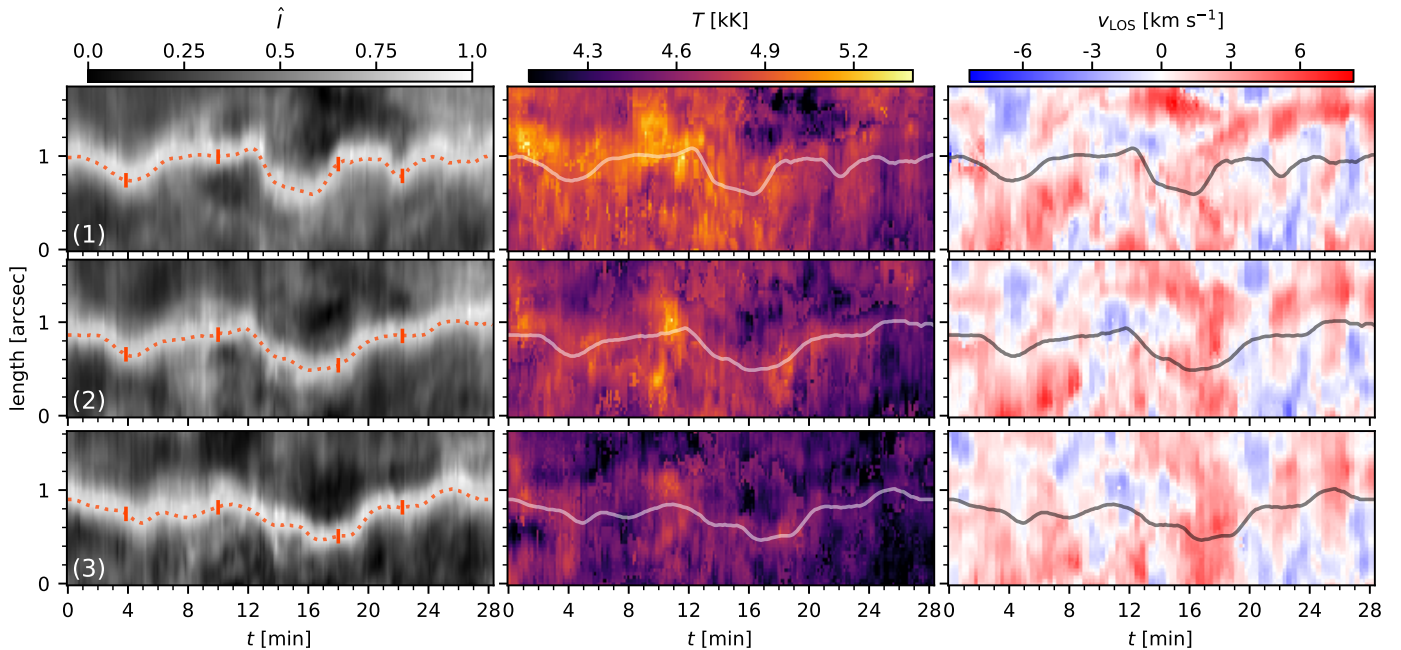 Î T [kK] v_LOS [km s⁻¹]
0.0 0.25 0.5 0.75 1.0 4.3 4.6 4.9 5.2 -6 -3 0 3 6
1
0
(1)
1
0
(2)
length [arcsec]
1
0
(3)
0 4 8 12 16 20 24 28 0 4 8 12 16 20 24 28 0 4 8 12 16 20 24 28
t [min] t [min] t [min]